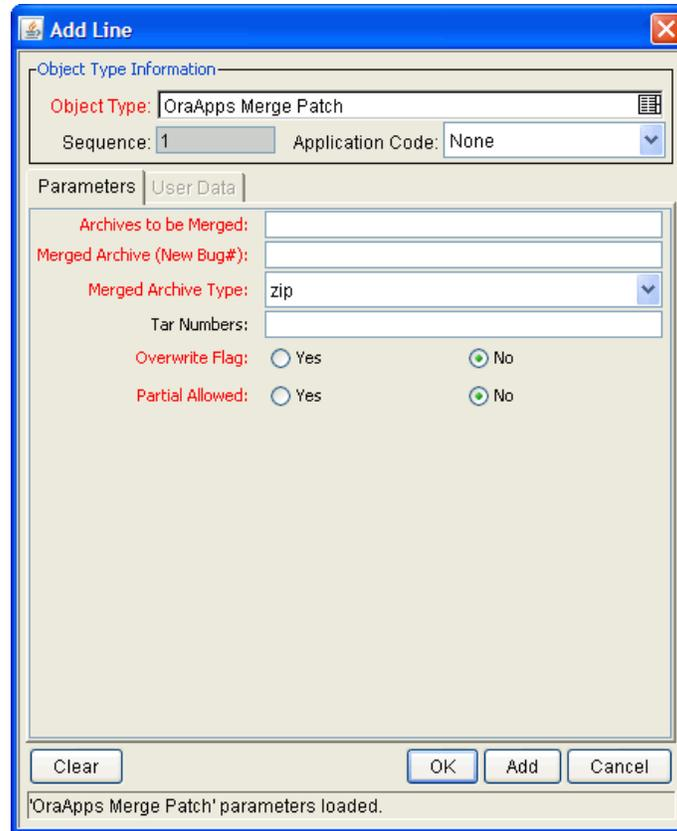 Add Line
Object Type Information
Object Type: OraApps Merge Patch
Sequence: 1 Application Code: None
Parameters User Data
Archives to be Merged:
Merged Archive (New Bug#):
Merged Archive Type: zip
Tar Numbers:
Overwrite Flag: Yes No
Partial Allowed: Yes No
Clear OK Add Cancel
'OraApps Merge Patch' parameters loaded.